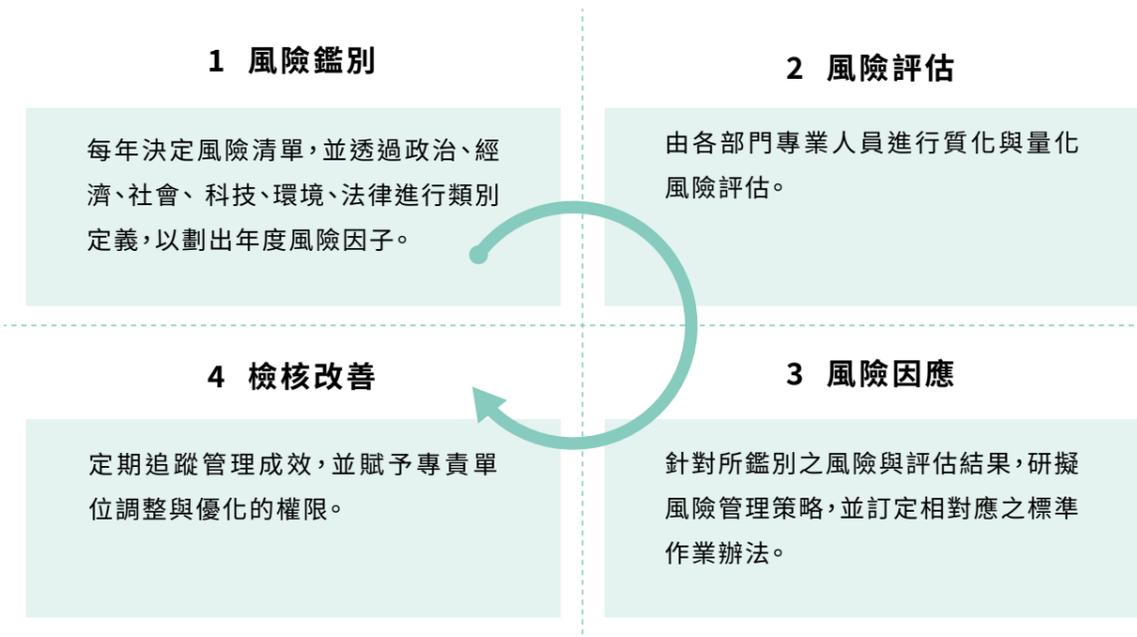 1 風險鑑別
每年決定風險清單，並透過政治、經
濟、社會、 科技、環境、法律進行類別
定義，以劃出年度風險因子。
2 風險評估
由各部門專業人員進行質化與量化
風險評估。
4 檢核改善
定期追蹤管理成效，並賦予專責單
位調整與優化的權限。
3 風險因應
針對所鑑別之風險與評估結果，研擬
風險管理策略，並訂定相對應之標準
作業辦法。